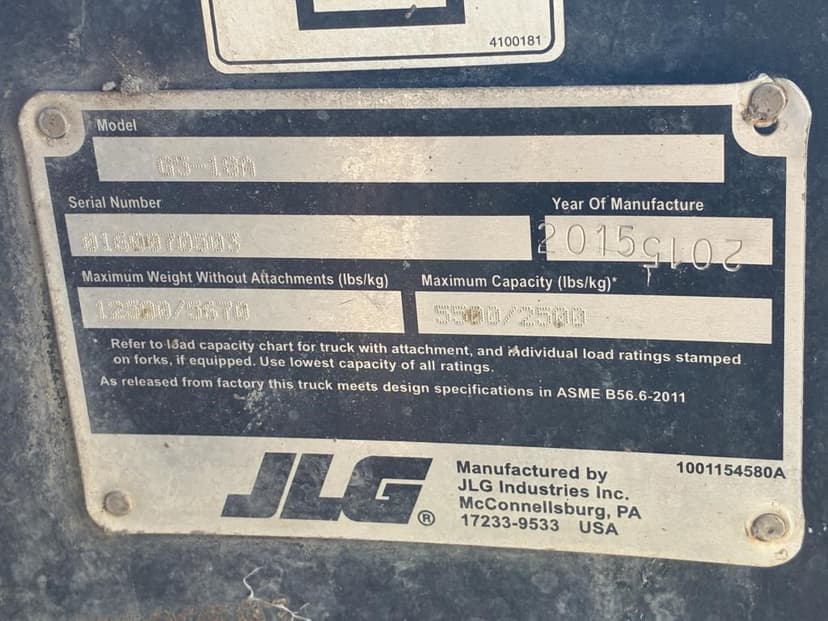 4100181
Model
G5-18A
Serial Number
Year Of Manufacture
0160070503
2015 2015
Maximum Weight Without Attachments (lbs/kg)
Maximum Capacity (lbs/kg)*
12500/5670
5500/2500
* Refer to load capacity chart for truck with attachment, and individual load ratings stamped
on forks, if equipped. Use lowest capacity of all ratings.
As released from factory this truck meets design specifications in ASME B56.6-2011
JLG®
Manufactured by
JLG Industries Inc.
McConnellsburg, PA
17233-9533 USA
1001154580A